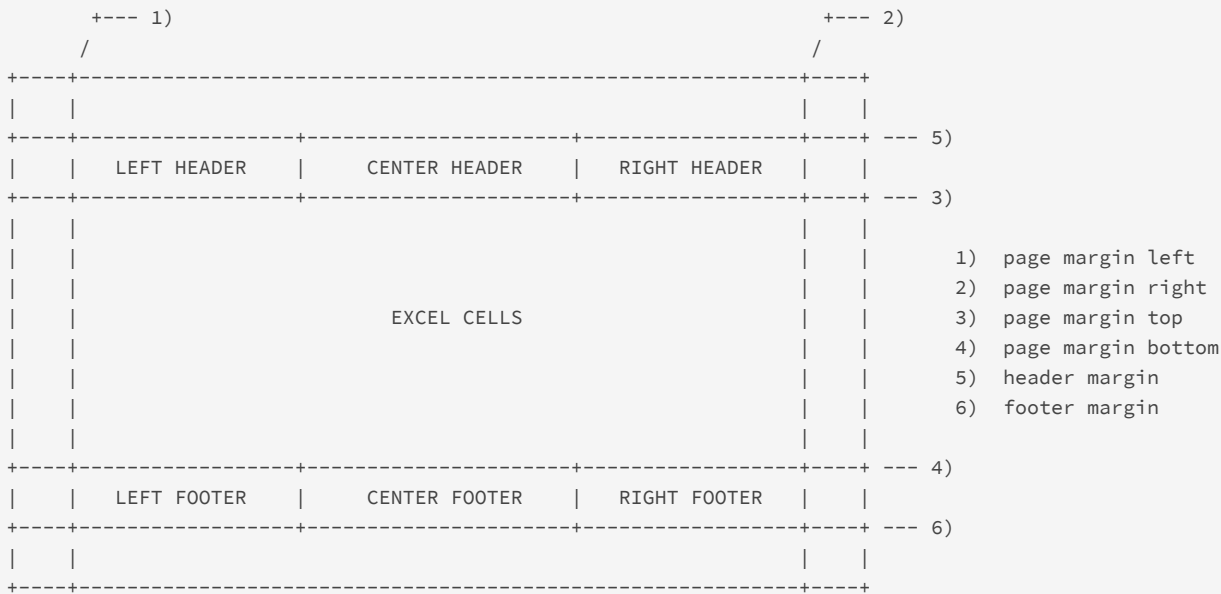 +--- 1)                                                     +--- 2)
      /                                                           /
+----+------------------------------------------------------------+----+
|    |                                                            |    |
+----+------------------+----------------------+------------------+----+ --- 5)
|    |   LEFT HEADER    |     CENTER HEADER    |   RIGHT HEADER   |    |
+----+------------------+----------------------+------------------+----+ --- 3)
|    |                                                            |    |
|    |                                                            |    |       1)  page margin left
|    |                                                            |    |       2)  page margin right
|    |                          EXCEL CELLS                       |    |       3)  page margin top
|    |                                                            |    |       4)  page margin bottom
|    |                                                            |    |       5)  header margin
|    |                                                            |    |       6)  footer margin
|    |                                                            |    |
+----+------------------+----------------------+------------------+----+ --- 4)
|    |   LEFT FOOTER    |     CENTER FOOTER    |   RIGHT FOOTER   |    |
+----+------------------+----------------------+------------------+----+ --- 6)
|    |                                                            |    |
+----+------------------------------------------------------------+----+